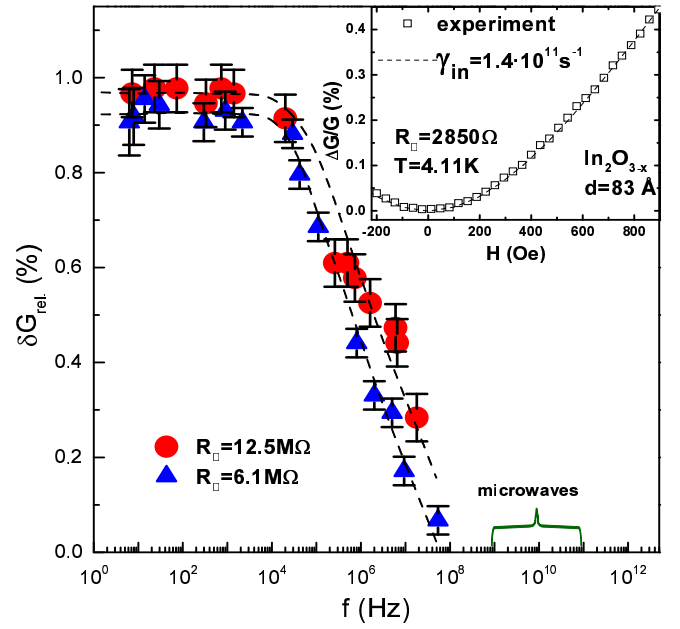 experiment
γin=1.4·10¹¹s⁻¹
R□=2850Ω
T=4.11K
In₂O₃₋ₓ
d=83 Å
ΔG/G (%)
0.4
0.3
0.2
0.1
0.0
-200 0 200 400 600 800
H (Oe)
δGrel. (%)
1.0
0.8
0.6
0.4
0.2
0.0
R□=12.5MΩ
R□=6.1MΩ
microwaves
10⁰ 10² 10⁴ 10⁶ 10⁸ 10¹⁰ 10¹²
f (Hz)